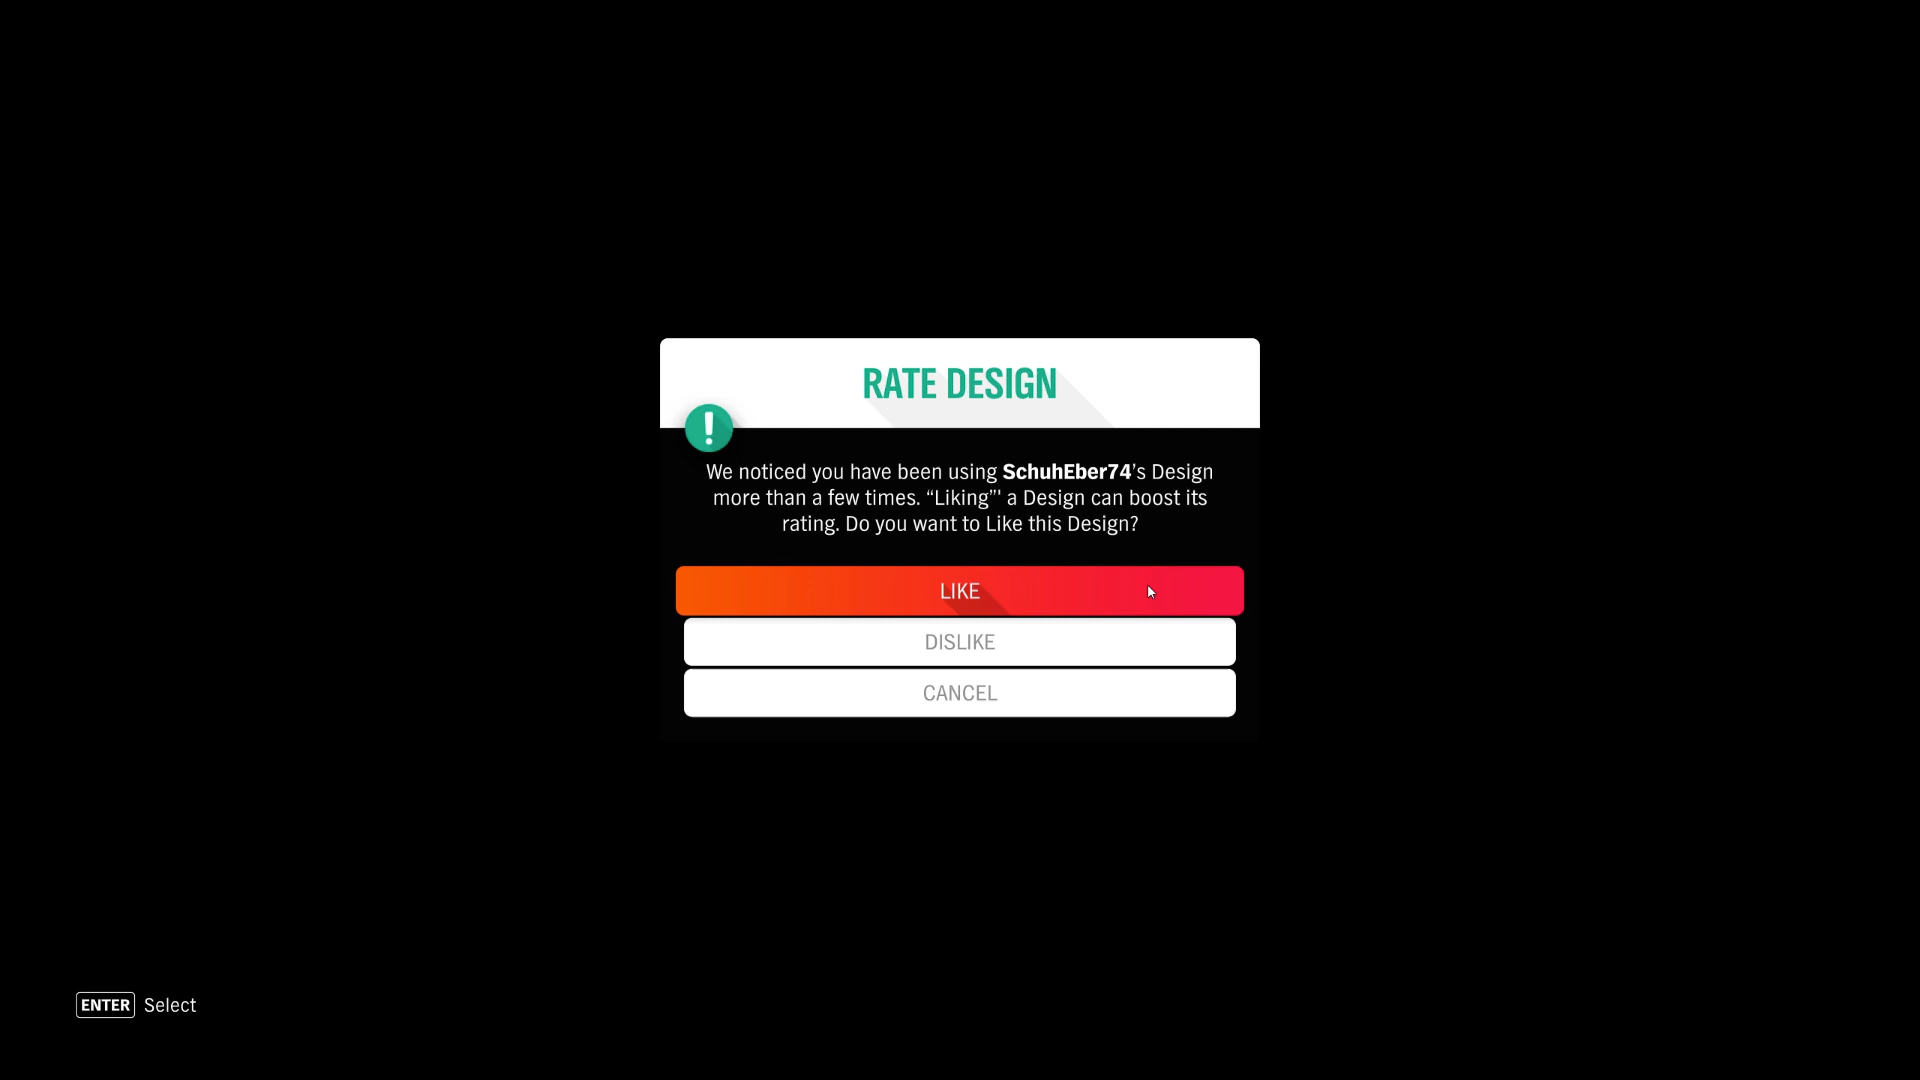 RATE DESIGN
!
We noticed you have been using SchuhEber74's Design
more than a few times. “Liking”' a Design can boost its
rating. Do you want to Like this Design?
LIKE
DISLIKE
CANCEL
ENTER Select